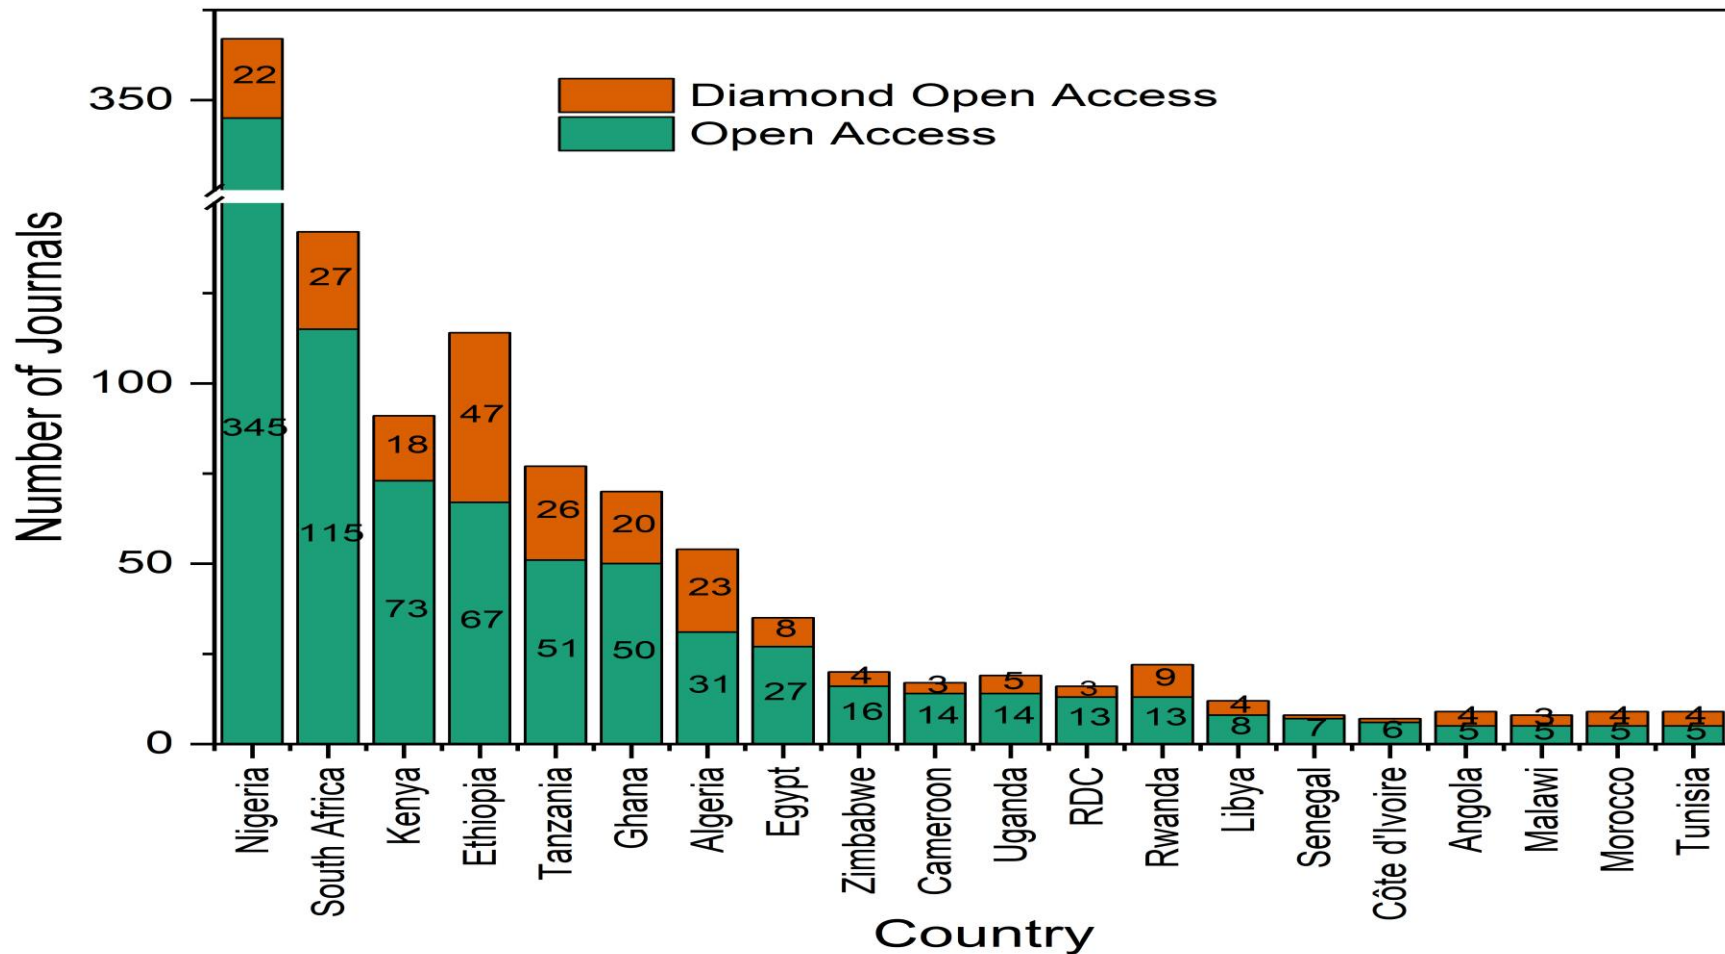 Diamond Open Access
Open Access
Number of Journals
350
100
50
0
22
345
27
115
18
73
47
67
26
51
20
50
23
31
8
27
4
16
3
14
5
14
3
13
9
13
4
8
7
6
4
5
3
5
4
5
4
5
Nigeria
South Africa
Kenya
Ethiopia
Tanzania
Ghana
Algeria
Egypt
Zimbabwe
Cameroon
Uganda
RDC
Rwanda
Libya
Senegal
Côte d'Ivoire
Angola
Malawi
Morocco
Tunisia
Country